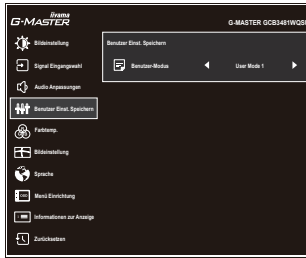 iiyama
G-MASTER
G-MASTER GCB3481WQSU
Bildeinstellung
Benutzer Einst. Speichern
Signal Eingangswahl
Benutzer-Modus
User Mode 1
Audio Anpassungen
Benutzer Einst. Speichern
Farbtemp.
Bildeinstellung
Sprache
OSD
Menü Einrichtung
Informationen zur Anzeige
Zurücksetzen